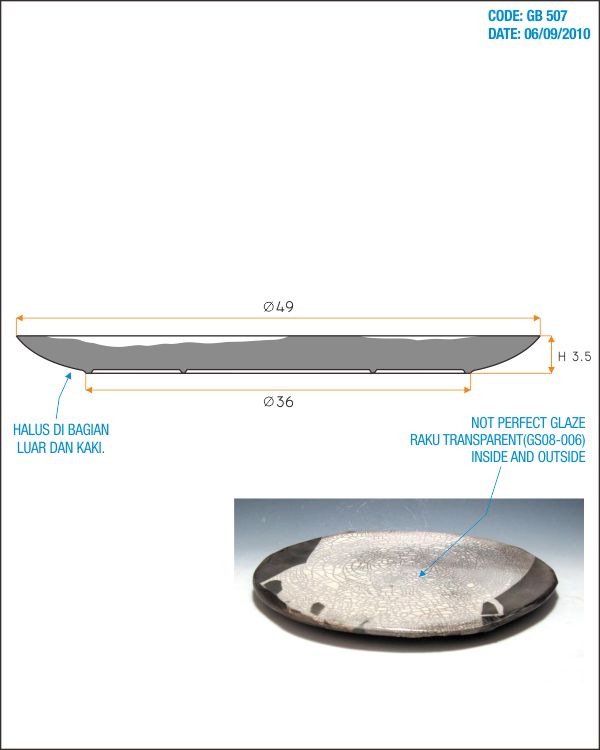 CODE: GB 507
DATE: 06/09/2010
Ø49
H 3.5
Ø36
HALUS DI BAGIAN
LUAR DAN KAKI.
NOT PERFECT GLAZE
RAKU TRANSPARENT(GS08-006)
INSIDE AND OUTSIDE